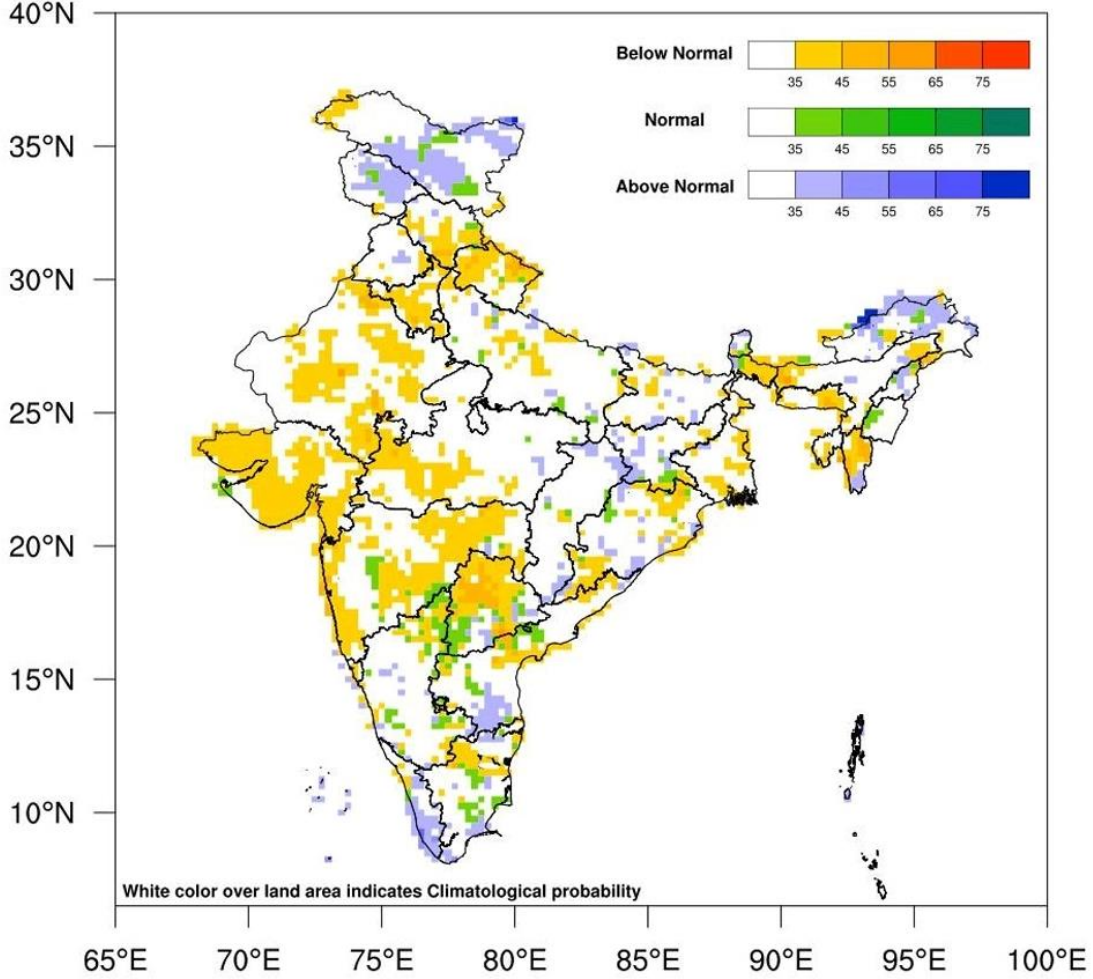 40°N
Below Normal
35 45 55 65 75
Normal
35 45 55 65 75
Above Normal
35 45 55 65 75
35°N
30°N
25°N
20°N
15°N
10°N
White color over land area indicates Climatological probability
65°E 70°E 75°E 80°E 85°E 90°E 95°E 100°E